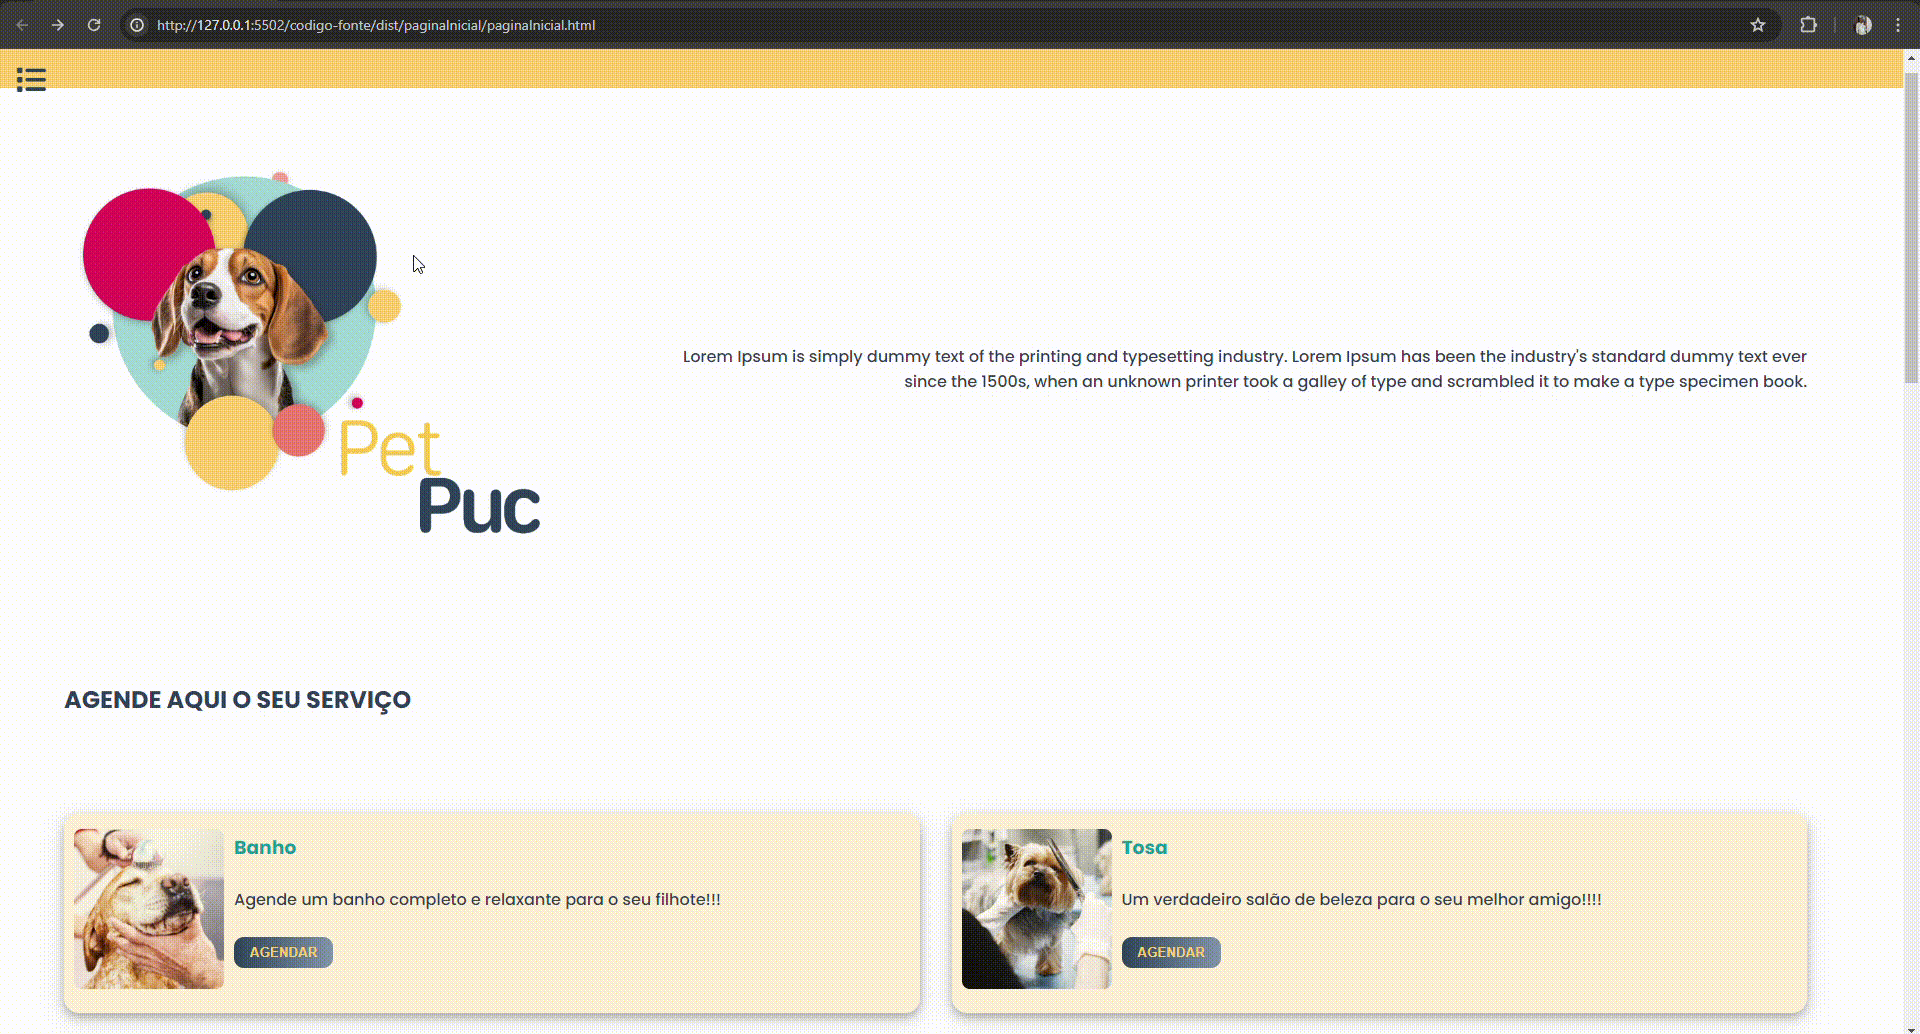 http://127.0.0.1:5502/codigo-fonte/dist/paginaInicial/paginaInicial.html
Lorem Ipsum is simply dummy text of the printing and typesetting industry. Lorem Ipsum has been the industry's standard dummy text ever
since the 1500s, when an unknown printer took a galley of type and scrambled it to make a type specimen book.
Pet
Puc
AGENDE AQUI O SEU SERVIÇO
Banho
Agende um banho completo e relaxante para o seu filhote!!!
AGENDAR
Tosa
Um verdadeiro salão de beleza para o seu melhor amigo!!!!
AGENDAR